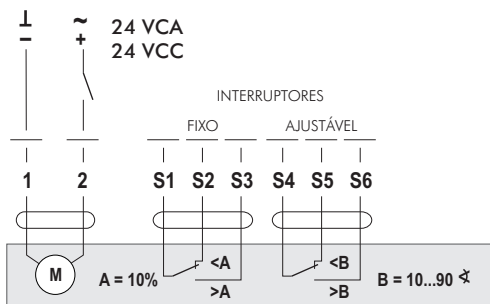 ⊥ ~ 24 VCA
− + 24 VCC
INTERRUPTORES
FIXO AJUSTÁVEL
1 2 S1 S2 S3 S4 S5 S6
M A = 10% <A <B B = 10...90 ∢
>A >B